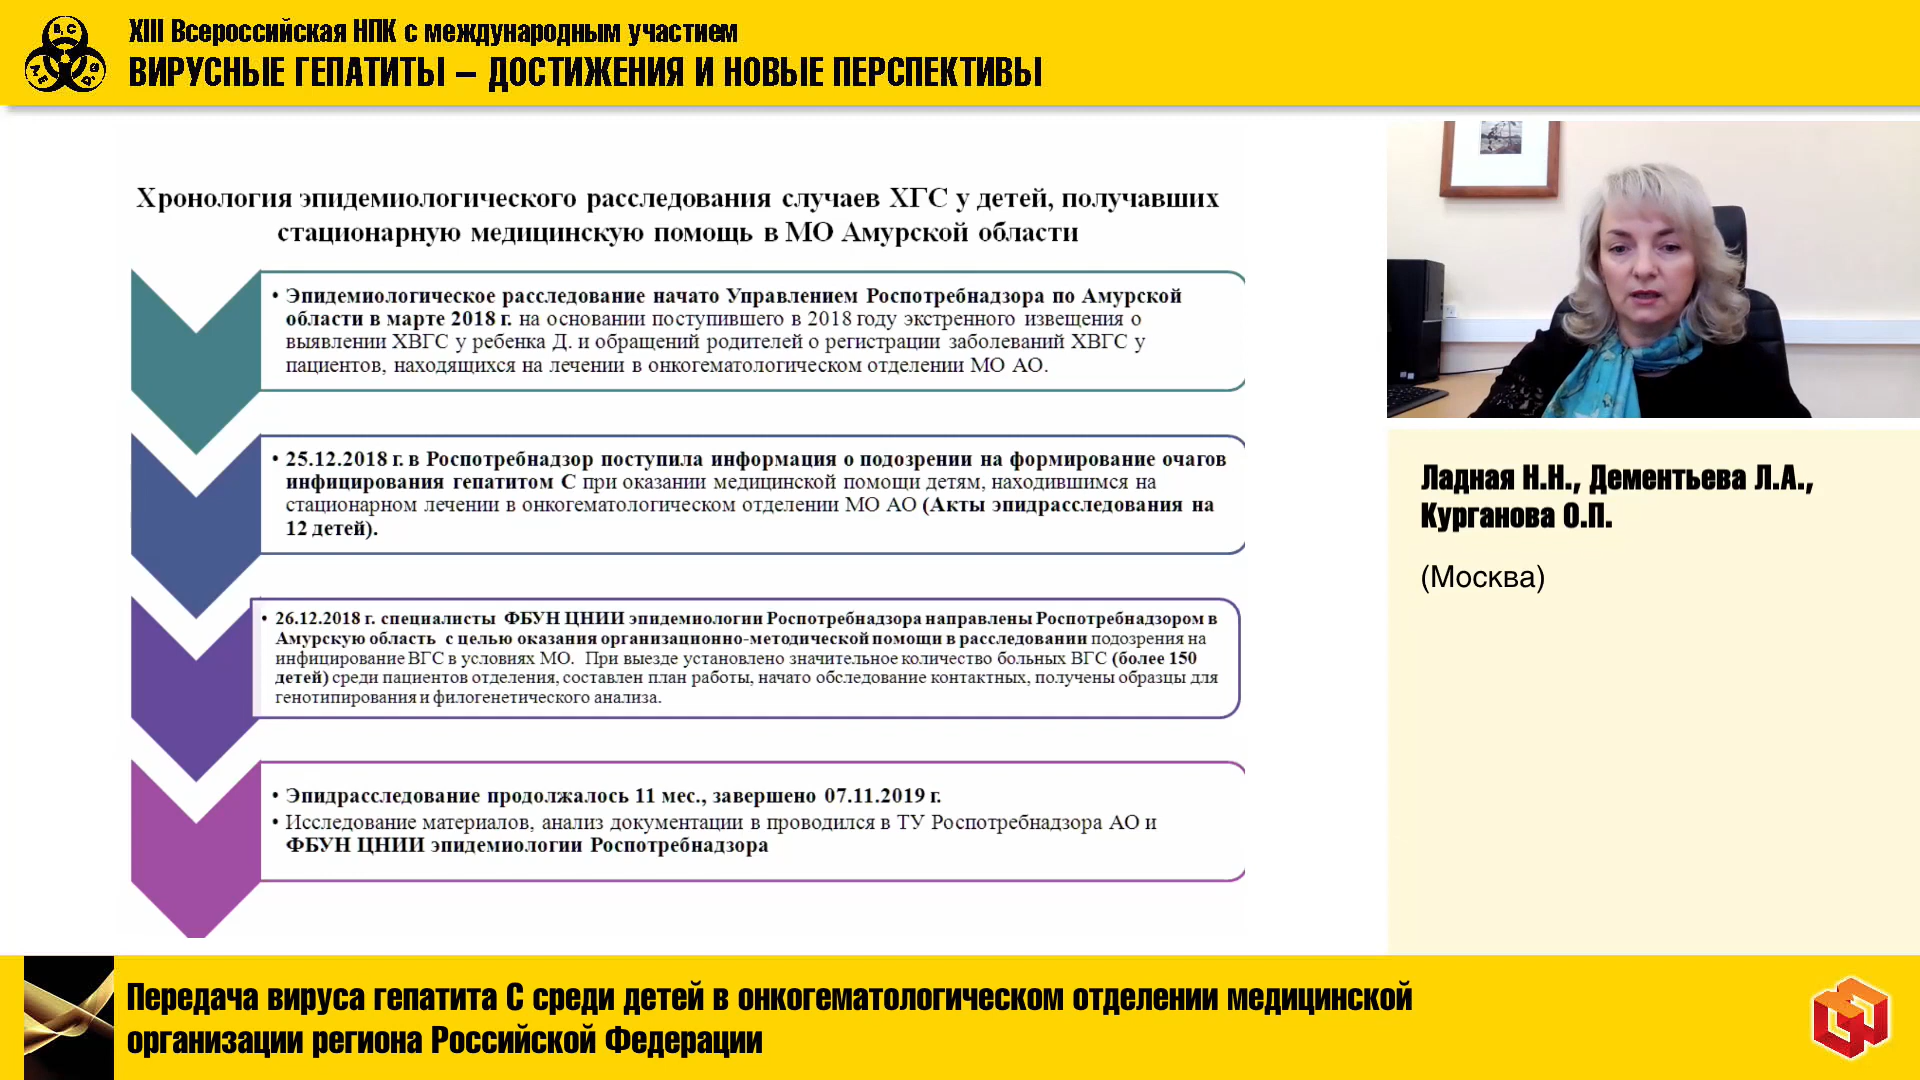 XIII Всероссийская НПК с международным участием
ВИРУСНЫЕ ГЕПАТИТЫ – ДОСТИЖЕНИЯ И НОВЫЕ ПЕРСПЕКТИВЫ
Хронология эпидемиологического расследования случаев ХГС у детей, получавших
стационарную медицинскую помощь в МО Амурской области
• Эпидемиологическое расследование начато Управлением Роспотребнадзора по Амурской
области в марте 2018 г. на основании поступившего в 2018 году экстренного извещения о
выявлении ХВГС у ребенка Д. и обращений родителей о регистрации заболеваний ХВГС у
пациентов, находящихся на лечении в онкогематологическом отделении МО АО.
• 25.12.2018 г. в Роспотребнадзор поступила информация о подозрении на формирование очагов
инфицирования гепатитом С при оказании медицинской помощи детям, находившимся на
стационарном лечении в онкогематологическом отделении МО АО (Акты эпидрасследования на
12 детей).
• 26.12.2018 г. специалисты ФБУН ЦНИИ эпидемиологии Роспотребнадзора направлены Роспотребнадзором в
Амурскую область с целью оказания организационно-методической помощи в расследовании подозрения на
инфицирование ВГС в условиях МО. При выезде установлено значительное количество больных ВГС (более 150
детей) среди пациентов отделения, составлен план работы, начато обследование контактных, получены образцы для
генотипирования и филогенетического анализа.
• Эпидрасследование продолжалось 11 мес., завершено 07.11.2019 г.
• Исследование материалов, анализ документации в проводился в ТУ Роспотребнадзора АО и
ФБУН ЦНИИ эпидемиологии Роспотребнадзора
Ладная Н.Н., Дементьева Л.А.,
Курганова О.П.
(Москва)
Передача вируса гепатита С среди детей в онкогематологическом отделении медицинской
организации региона Российской Федерации